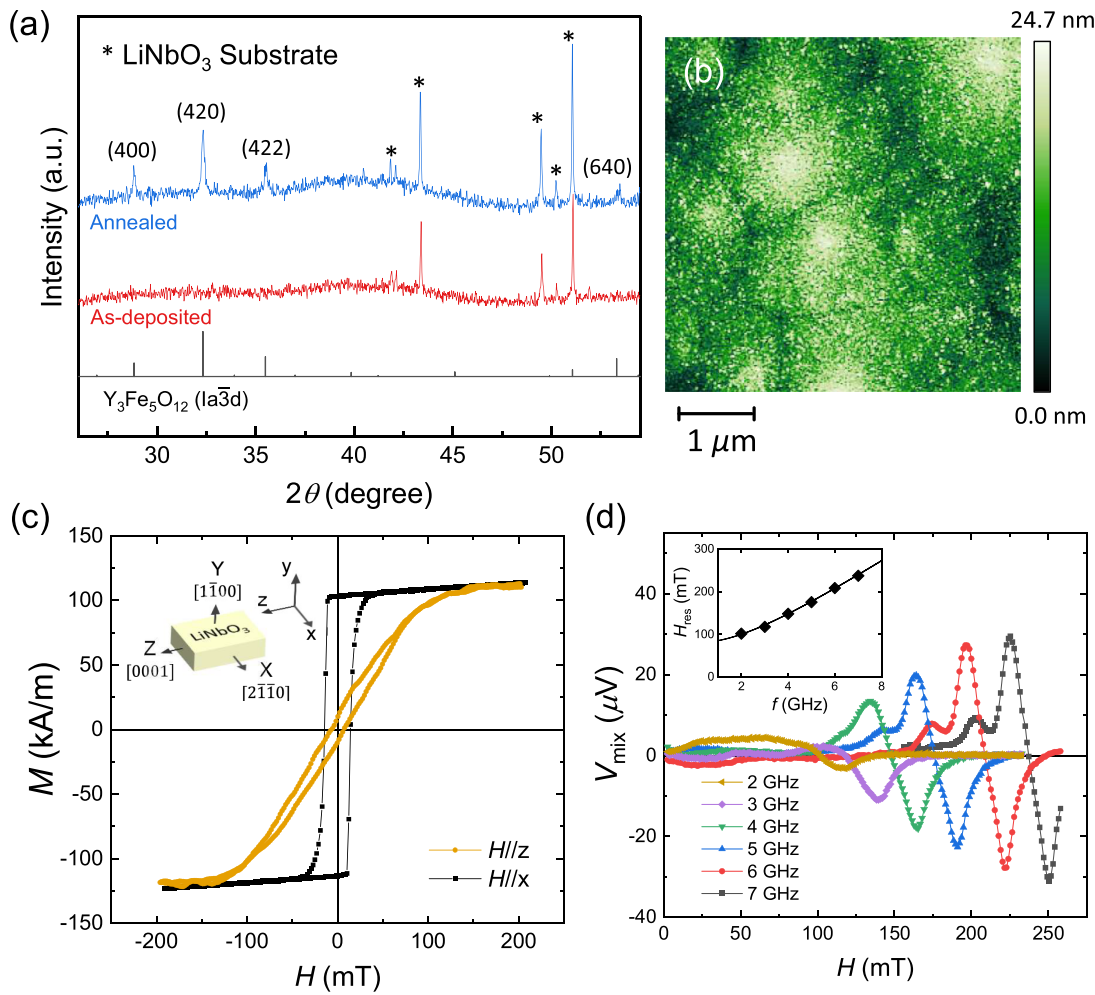 (a)
* LiNbO₃ Substrate
(400)
(420)
(422)
*
*
*
*
*
(640)
Annealed
As-deposited
Y₃Fe₅O₁₂ (Ia3̅d)
Intensity (a.u.)
30 35 40 45 50
2θ (degree)
(b)
24.7 nm
0.0 nm
1 μm
(c)
150
100
50
0
-50
-100
-150
M (kA/m)
Y
[11̅00]
LiNbO₃
Z
[0001]
X
[21̅1̅0]
y
z
x
H//z
H//x
-200 -100 0 100 200
H (mT)
(d)
40
20
0
-20
-40
Vmix (μV)
300
200
100
0
Hres (mT)
2 4 6 8
f (GHz)
2 GHz
3 GHz
4 GHz
5 GHz
6 GHz
7 GHz
0 50 100 150 200 250
H (mT)